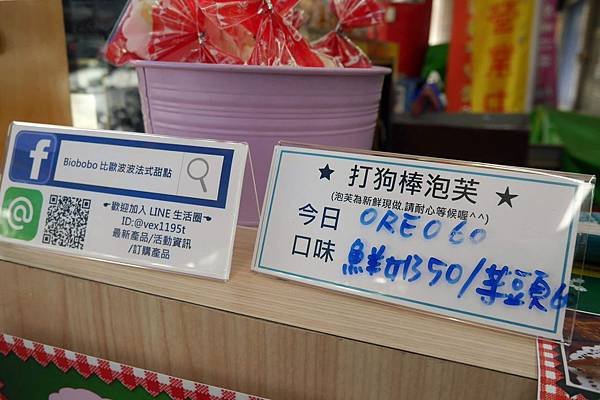 Biobobo 比歐波波法式甜點
歡迎加入 LINE 生活圈
ID:@vex1195t
最新產品/活動資訊
/訂購產品
★ 打狗棒泡芙 ★
(泡芙為新鮮現做,請耐心等候喔^^)
今日 OREO 60
口味 鮮奶50/芋頭60